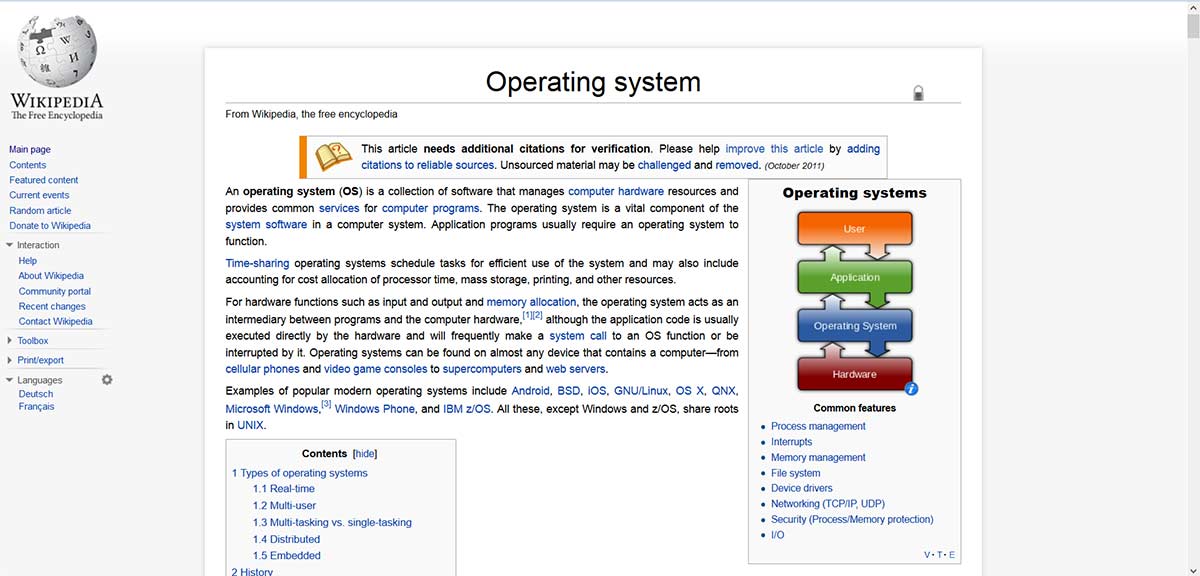 WIKIPEDIA
The Free Encyclopedia
Main page
Contents
Featured content
Current events
Random article
Donate to Wikipedia
Interaction
Help
About Wikipedia
Community portal
Recent changes
Contact Wikipedia
Toolbox
Print/export
Languages
Deutsch
Français
Operating system
From Wikipedia, the free encyclopedia
This article needs additional citations for verification. Please help improve this article by adding
citations to reliable sources. Unsourced material may be challenged and removed. (October 2011)
An operating system (OS) is a collection of software that manages computer hardware resources and
provides common services for computer programs. The operating system is a vital component of the
system software in a computer system. Application programs usually require an operating system to
function.
Time-sharing operating systems schedule tasks for efficient use of the system and may also include
accounting for cost allocation of processor time, mass storage, printing, and other resources.
For hardware functions such as input and output and memory allocation, the operating system acts as an
intermediary between programs and the computer hardware,[1][2] although the application code is usually
executed directly by the hardware and will frequently make a system call to an OS function or be
interrupted by it. Operating systems can be found on almost any device that contains a computer—from
cellular phones and video game consoles to supercomputers and web servers.
Examples of popular modern operating systems include Android, BSD, iOS, GNU/Linux, OS X, QNX,
Microsoft Windows,[3] Windows Phone, and IBM z/OS. All these, except Windows and z/OS, share roots
in UNIX.
Contents [hide]
1 Types of operating systems
1.1 Real-time
1.2 Multi-user
1.3 Multi-tasking vs. single-tasking
1.4 Distributed
1.5 Embedded
2 History
Operating systems
User
Application
Operating System
Hardware
Common features
Process management
Interrupts
Memory management
File system
Device drivers
Networking (TCP/IP, UDP)
Security (Process/Memory protection)
I/O
V · T · E